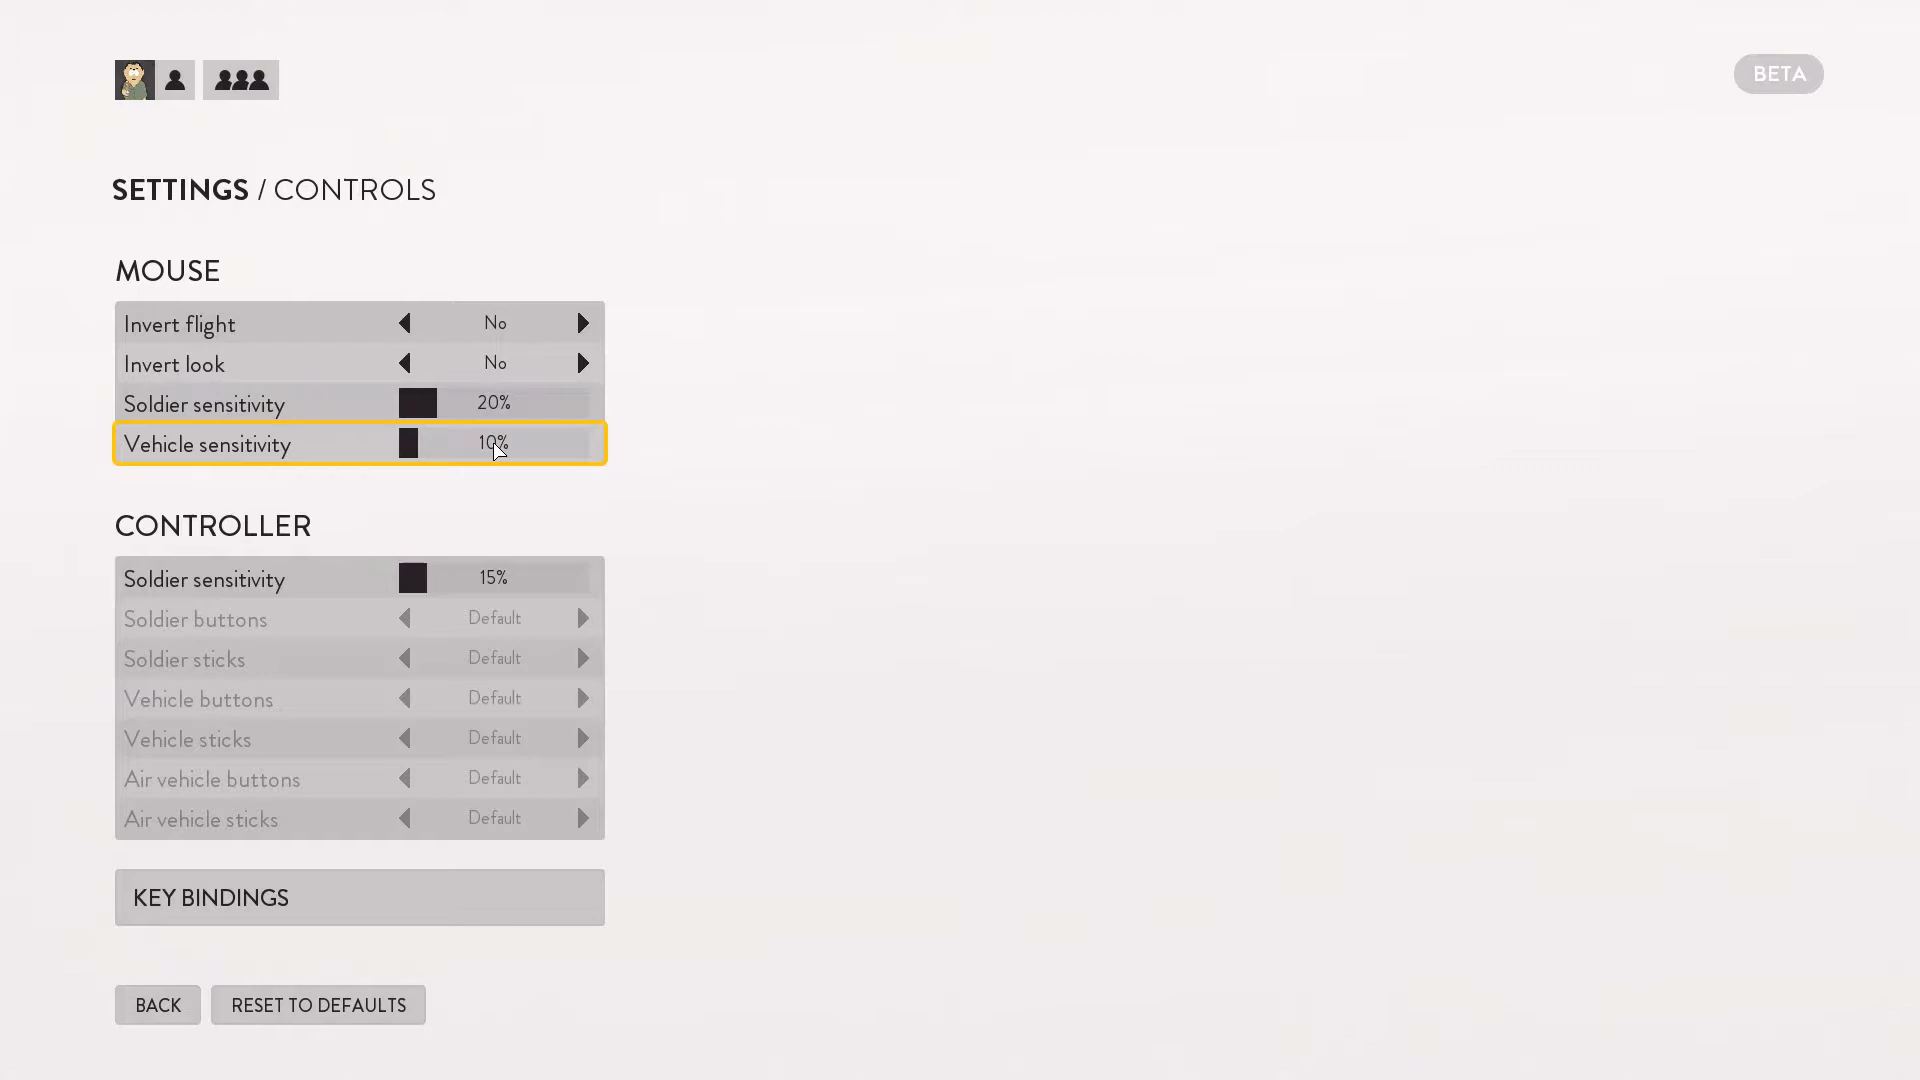 BETA
SETTINGS / CONTROLS
MOUSE
Invert flight No
Invert look No
Soldier sensitivity 20%
Vehicle sensitivity 10%
CONTROLLER
Soldier sensitivity 15%
Soldier buttons Default
Soldier sticks Default
Vehicle buttons Default
Vehicle sticks Default
Air vehicle buttons Default
Air vehicle sticks Default
KEY BINDINGS
BACK RESET TO DEFAULTS